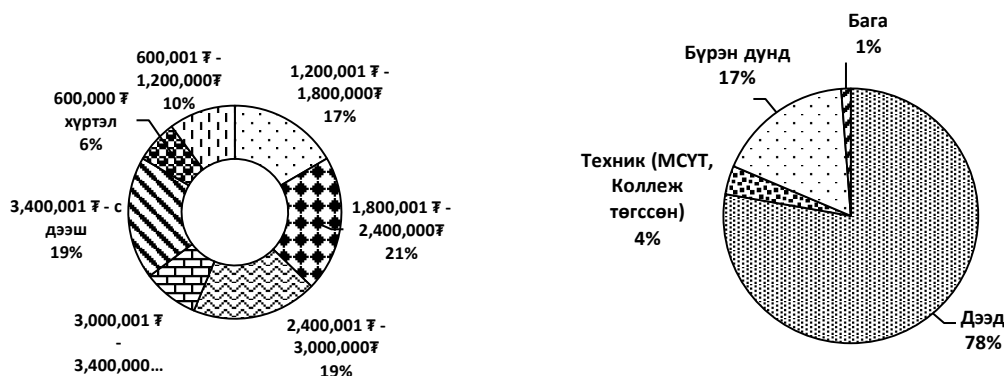 600,001 ₮ -
1,200,000₮
10%
1,200,001 ₮ -
1,800,000₮
17%
600,000 ₮
хүртэл
6%
3,400,001 ₮ - с
дээш
19%
1,800,001 ₮ -
2,400,000₮
21%
3,000,001 ₮
-
3,400,000...
2,400,001 ₮ -
3,000,000₮
19%
Бага
1%
Бүрэн дунд
17%
Техник (МСҮТ,
Коллеж
төгссөн)
4%
Дээд
78%